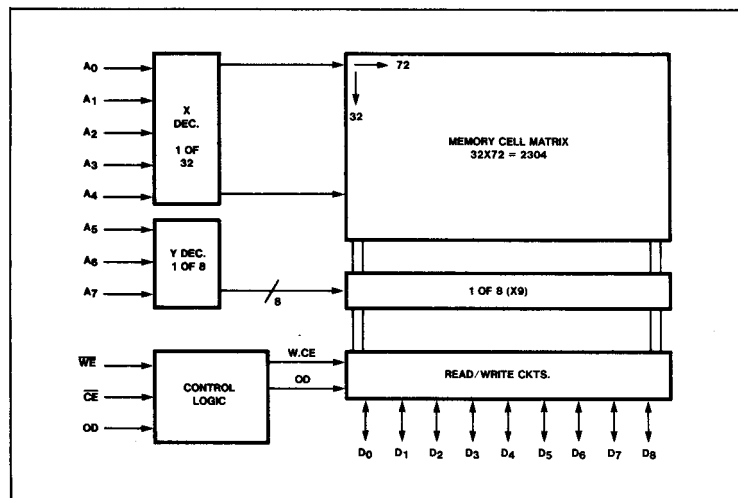 A0
A1
A2
A3
A4
X
DEC.
1 OF
32
72
32
MEMORY CELL MATRIX
32X72 = 2304
A5
A6
A7
Y DEC.
1 OF 8
8
1 OF 8 (X9)
WE
CE
OD
CONTROL
LOGIC
W.CE
OD
READ/WRITE CKTS.
D0 D1 D2 D3 D4 D5 D6 D7 D8